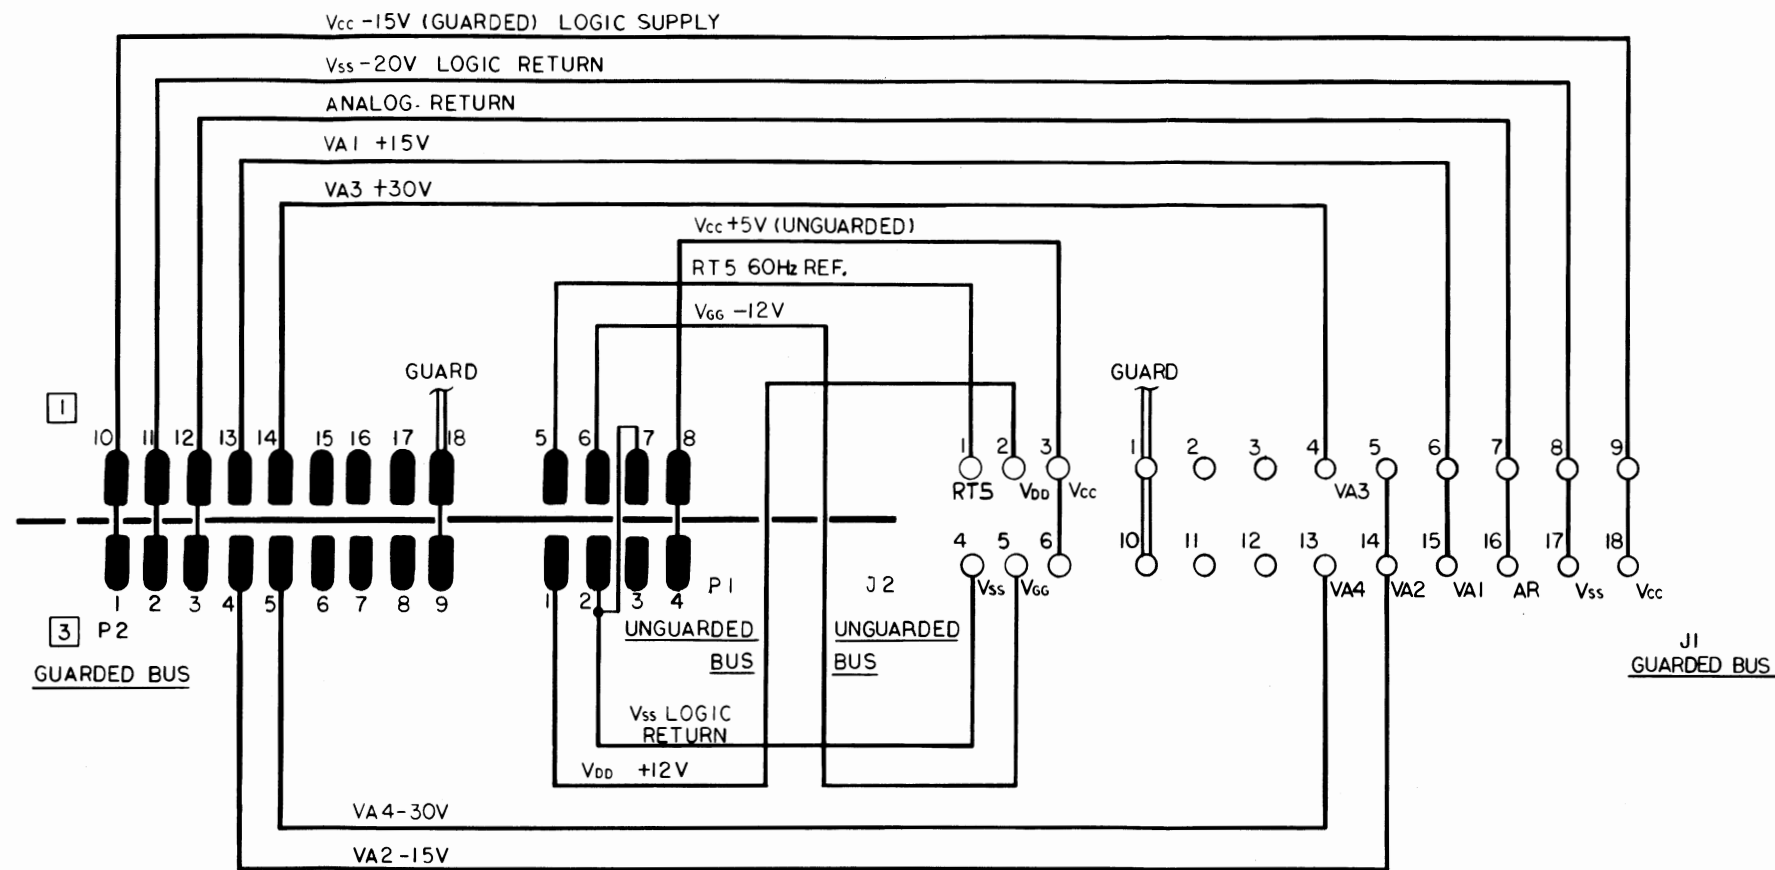 Vcc -15V (GUARDED) LOGIC SUPPLY
Vss -20V LOGIC RETURN
ANALOG- RETURN
VA1 +15V
VA3 +30V
Vcc +5V (UNGUARDED)
RT5 60Hz REF.
VGG -12V
GUARD
GUARD
1
10 11 12 13 14 15 16 17 18
5 6 7 8
1 2 3
1 2 3 4 5 6 7 8 9
RT5 VDD Vcc
VA3
4 5 6
10 11 12 13 14 15 16 17 18
Vss VGG
VA4 VA2 VA1 AR Vss Vcc
1 2 3 4 5 6 7 8 9
1 2 3 4
P1
J2
3 P2
GUARDED BUS
UNGUARDED
BUS
UNGUARDED
BUS
J1
GUARDED BUS
Vss LOGIC
RETURN
VDD +12V
VA4-30V
VA2-15V